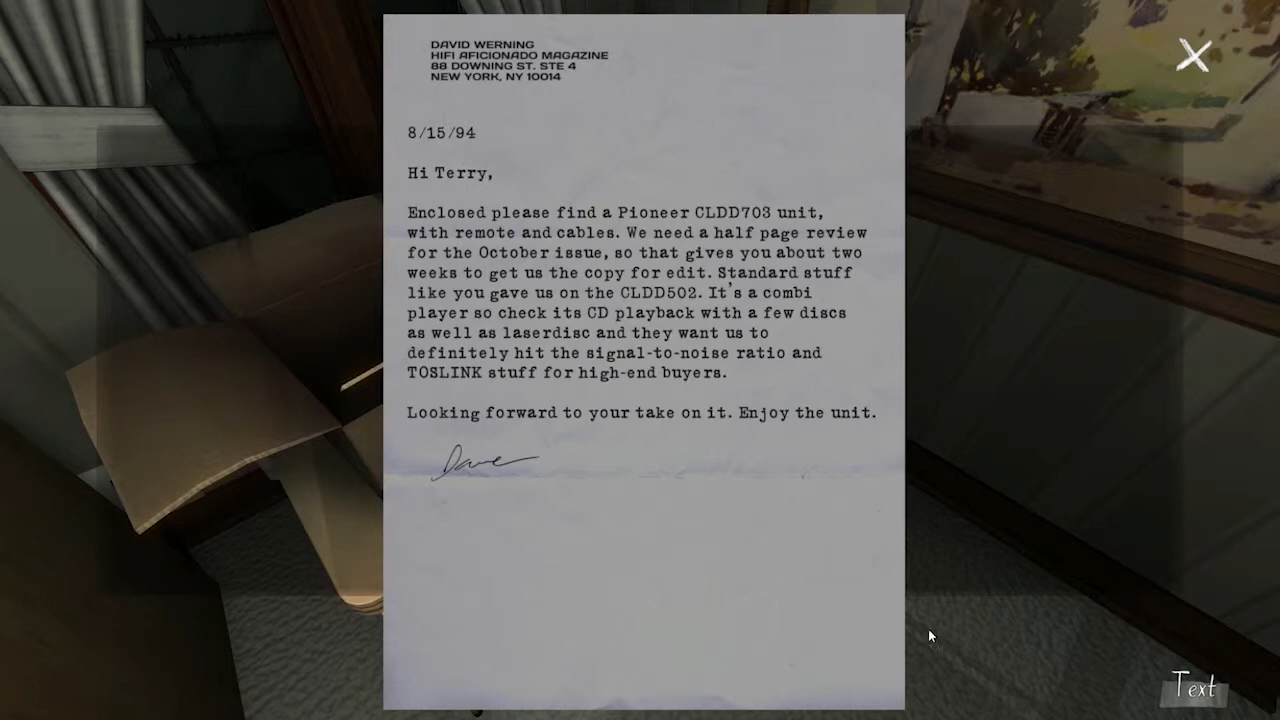 DAVID WERNING
HIFI AFICIONADO MAGAZINE
88 DOWNING ST. STE 4
NEW YORK, NY 10014
8/15/94
Hi Terry,
Enclosed please find a Pioneer CLDD703 unit,
with remote and cables. We need a half page review
for the October issue, so that gives you about two
weeks to get us the copy for edit. Standard stuff
like you gave us on the CLDD502. It's a combi
player so check its CD playback with a few discs
as well as laserdisc and they want us to
definitely hit the signal-to-noise ratio and
TOSLINK stuff for high-end buyers.
Looking forward to your take on it. Enjoy the unit.
Dave
Text